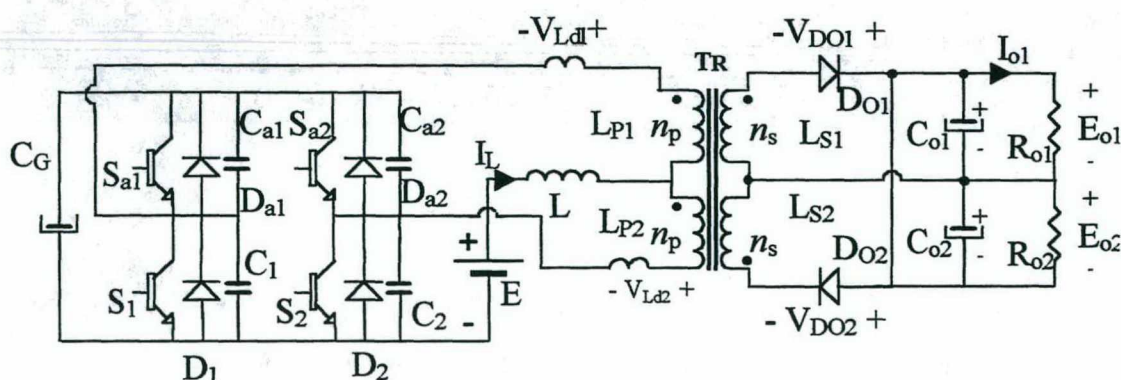 -V_Ld1+
-V_DO1 +
TR
I_o1
D_O1
+
C_a1
S_a2
C_a2
L_P1
n_p
n_s
L_S1
C_o1
+
-
R_o1
E_o1
-
C_G
S_a1
I_L
D_a1
D_a2
L
L_P2
n_p
n_s
L_S2
+
C_o2
-
R_o2
+
E_o2
-
D_O2
+
E
-
- V_Ld2 +
- V_DO2 +
S_1
C_1
S_2
C_2
D_1
D_2